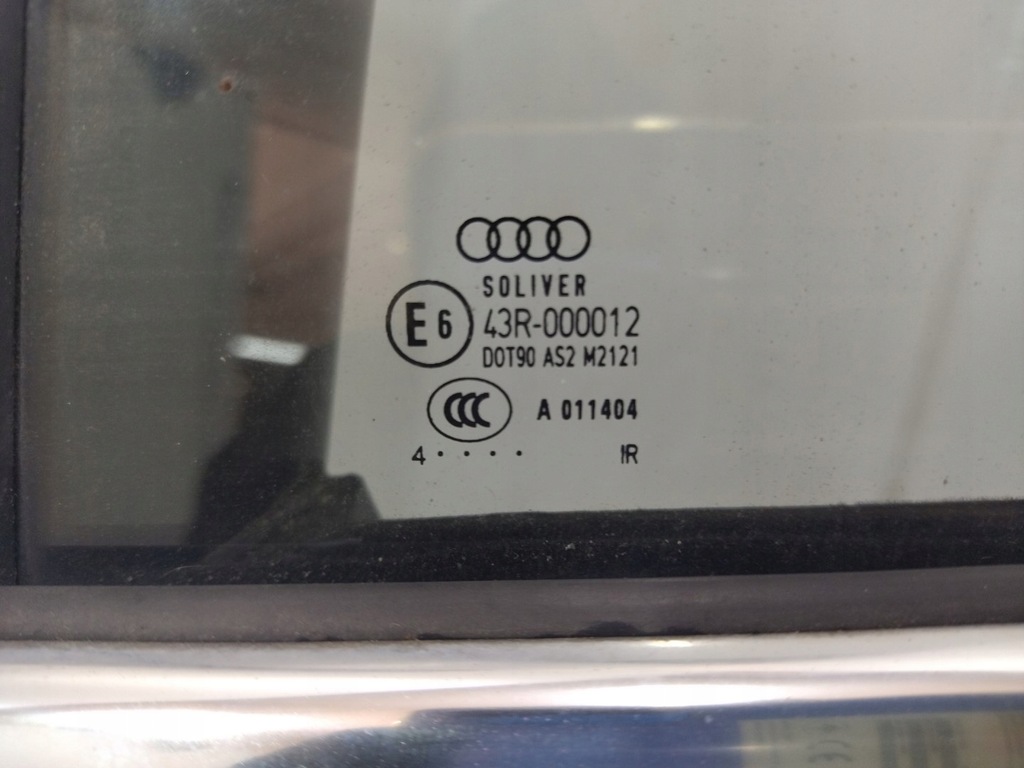 SOLIVER
E6 43R-000012
DOT90 AS2 M2121
CCC A 011404
4 · · · · IR